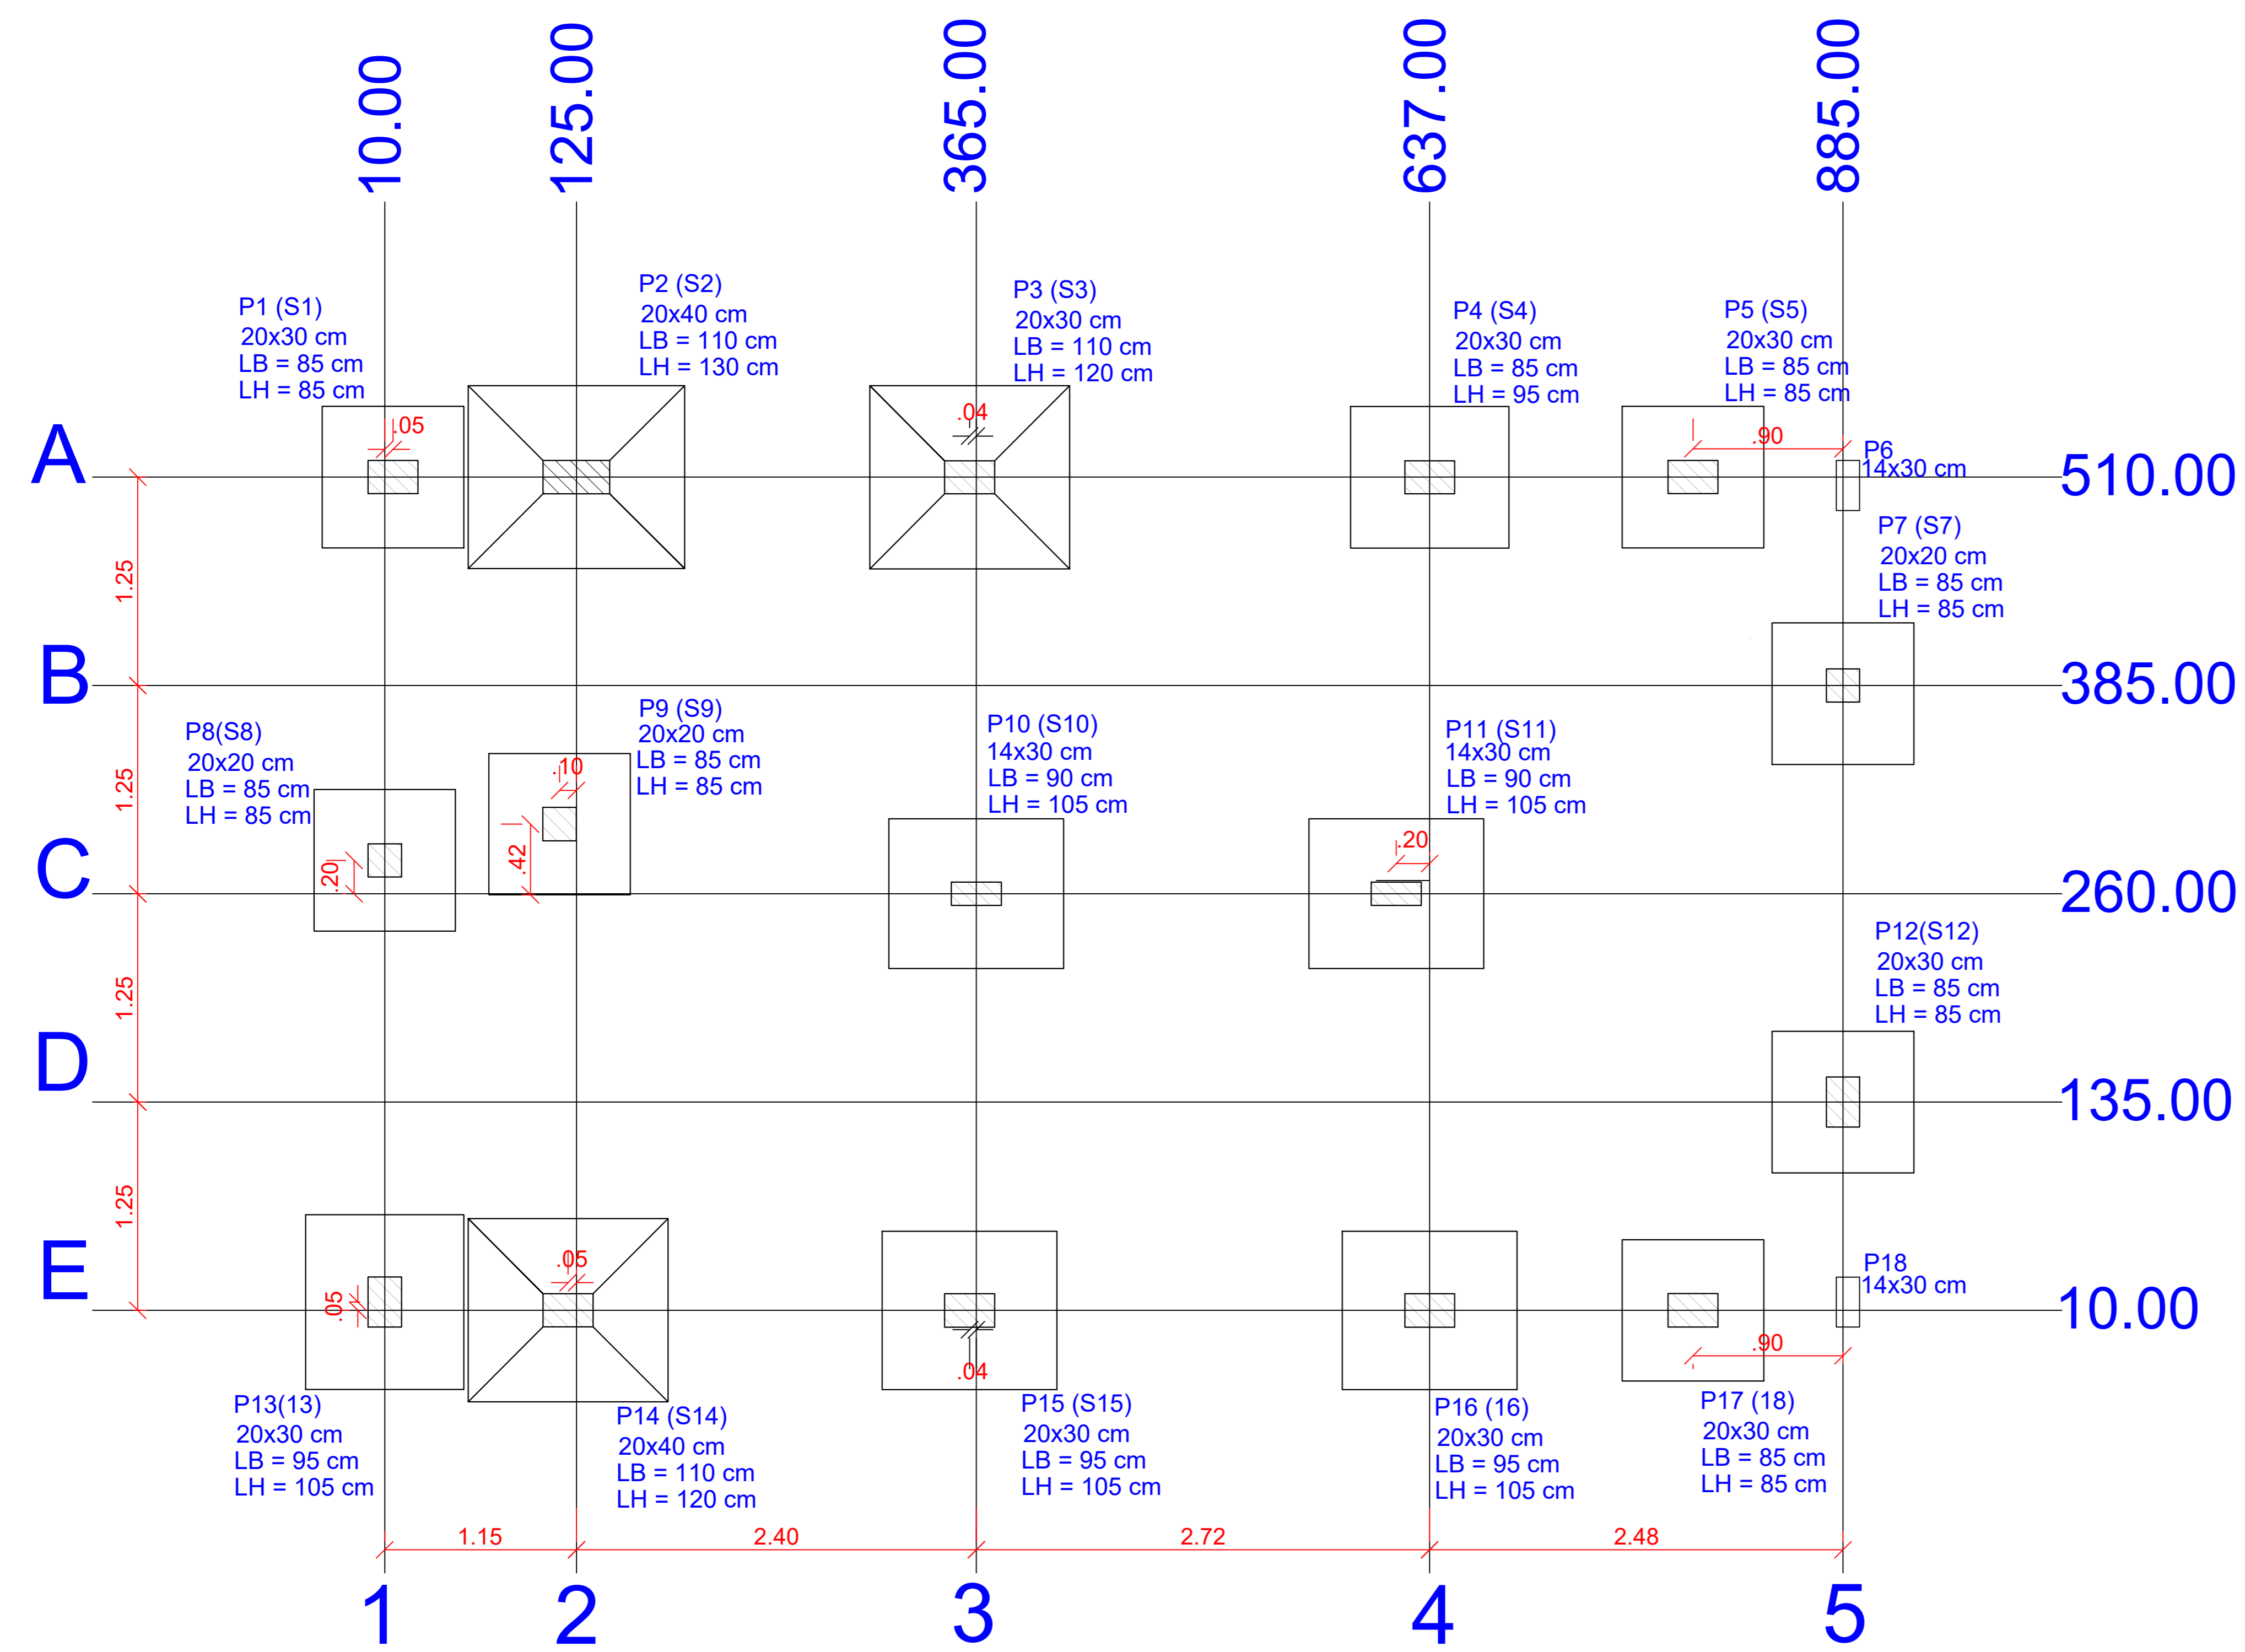 10.00
125.00
365.00
637.00
885.00
P1 (S1)
20x30 cm
LB = 85 cm
LH = 85 cm
P2 (S2)
20x40 cm
LB = 110 cm
LH = 130 cm
P3 (S3)
20x30 cm
LB = 110 cm
LH = 120 cm
P4 (S4)
20x30 cm
LB = 85 cm
LH = 95 cm
P5 (S5)
20x30 cm
LB = 85 cm
LH = 85 cm
.05
.04
.90
P6
14x30 cm
A
510.00
P7 (S7)
20x20 cm
LB = 85 cm
LH = 85 cm
1.25
B
385.00
P8(S8)
20x20 cm
LB = 85 cm
LH = 85 cm
P9 (S9)
20x20 cm
LB = 85 cm
LH = 85 cm
P10 (S10)
14x30 cm
LB = 90 cm
LH = 105 cm
P11 (S11)
14x30 cm
LB = 90 cm
LH = 105 cm
1.25
.10
.42
.20
.20
C
260.00
P12(S12)
20x30 cm
LB = 85 cm
LH = 85 cm
1.25
D
135.00
1.25
E
.05
.05
P18
14x30 cm
10.00
.04
.90
P13(13)
20x30 cm
LB = 95 cm
LH = 105 cm
P14 (S14)
20x40 cm
LB = 110 cm
LH = 120 cm
P15 (S15)
20x30 cm
LB = 95 cm
LH = 105 cm
P16 (16)
20x30 cm
LB = 95 cm
LH = 105 cm
P17 (18)
20x30 cm
LB = 85 cm
LH = 85 cm
1.15
2.40
2.72
2.48
1
2
3
4
5